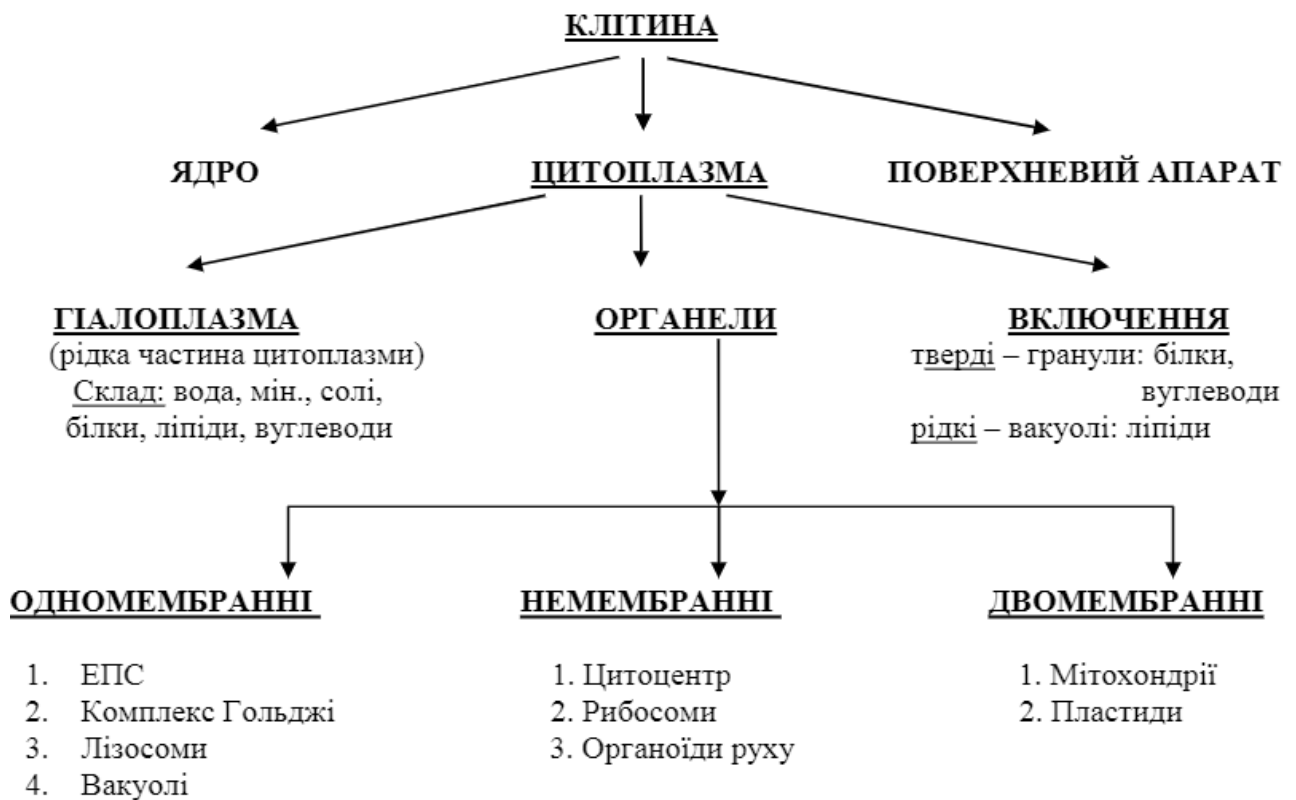 КЛІТИНА
ЯДРО ЦИТОПЛАЗМА ПОВЕРХНЕВИЙ АПАРАТ
ГІАЛОПЛАЗМА
(рідка частина цитоплазми)
Склад: вода, мін., солі,
білки, ліпіди, вуглеводи
ОРГАНЕЛИ
ВКЛЮЧЕННЯ
тверді – гранули: білки,
вуглеводи
рідкі – вакуолі: ліпіди
ОДНОМЕМБРАННІ
1. ЕПС
2. Комплекс Гольджі
3. Лізосоми
4. Вакуолі
НЕМЕМБРАННІ
1. Цитоцентр
2. Рибосоми
3. Органоїди руху
ДВОМЕМБРАННІ
1. Мітохондрії
2. Пластиди